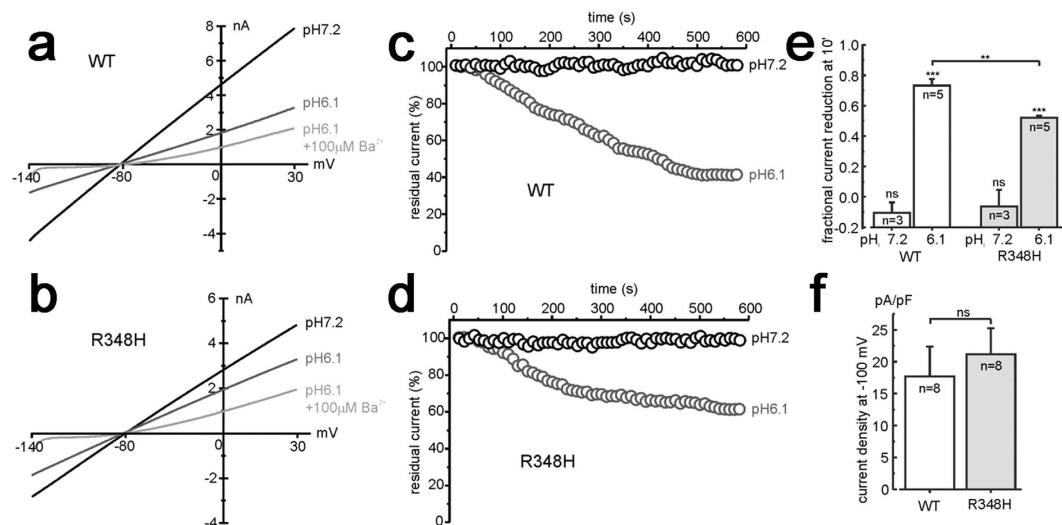 a
WT
nA
8
6
4
2
-2
-4
-140
-80
0
mV
30
pH7.2
pH6.1
pH6.1
+100µM Ba²⁺
b
R348H
nA
6
4
2
-2
-4
-140
-80
0
mV
30
pH7.2
pH6.1
pH6.1
+100µM Ba²⁺
c
time (s)
0 100 200 300 400 500 600
residual current (%)
100
80
60
40
20
0
pH7.2
pH6.1
WT
d
time (s)
0 100 200 300 400 500 600
residual current (%)
100
80
60
40
20
0
pH7.2
pH6.1
R348H
e
fractional current reduction at 10'
1.0
0.8
0.6
0.4
0.2
0.0
-0.2
**
***
n=5
***
n=5
ns
n=3
ns
n=3
pHᵢ 7.2 6.1 pHᵢ 7.2 6.1
WT R348H
f
pA/pF
current density at -100 mV
25
20
15
10
5
0
ns
n=8
n=8
WT R348H